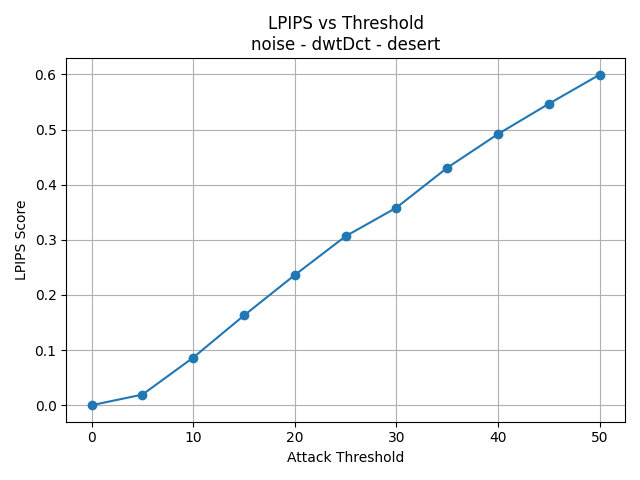 LPIPS vs Threshold
noise - dwtDct - desert
LPIPS Score
0.6
0.5
0.4
0.3
0.2
0.1
0.0
0 10 20 30 40 50
Attack Threshold